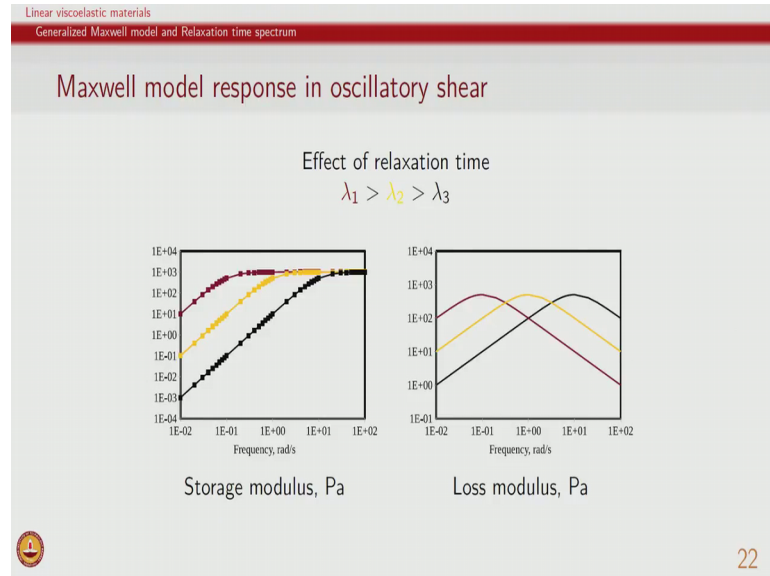 Linear viscoelastic materials
Generalized Maxwell model and Relaxation time spectrum
Maxwell model response in oscillatory shear
Effect of relaxation time
λ₁ > λ₂ > λ₃
1E+04
1E+03
1E+02
1E+01
1E+00
1E-01
1E-02
1E-03
1E-04
1E-02 1E-01 1E+00 1E+01 1E+02
Frequency, rad/s
Storage modulus, Pa
1E+04
1E+03
1E+02
1E+01
1E+00
1E-01
1E-02 1E-01 1E+00 1E+01 1E+02
Frequency, rad/s
Loss modulus, Pa
22